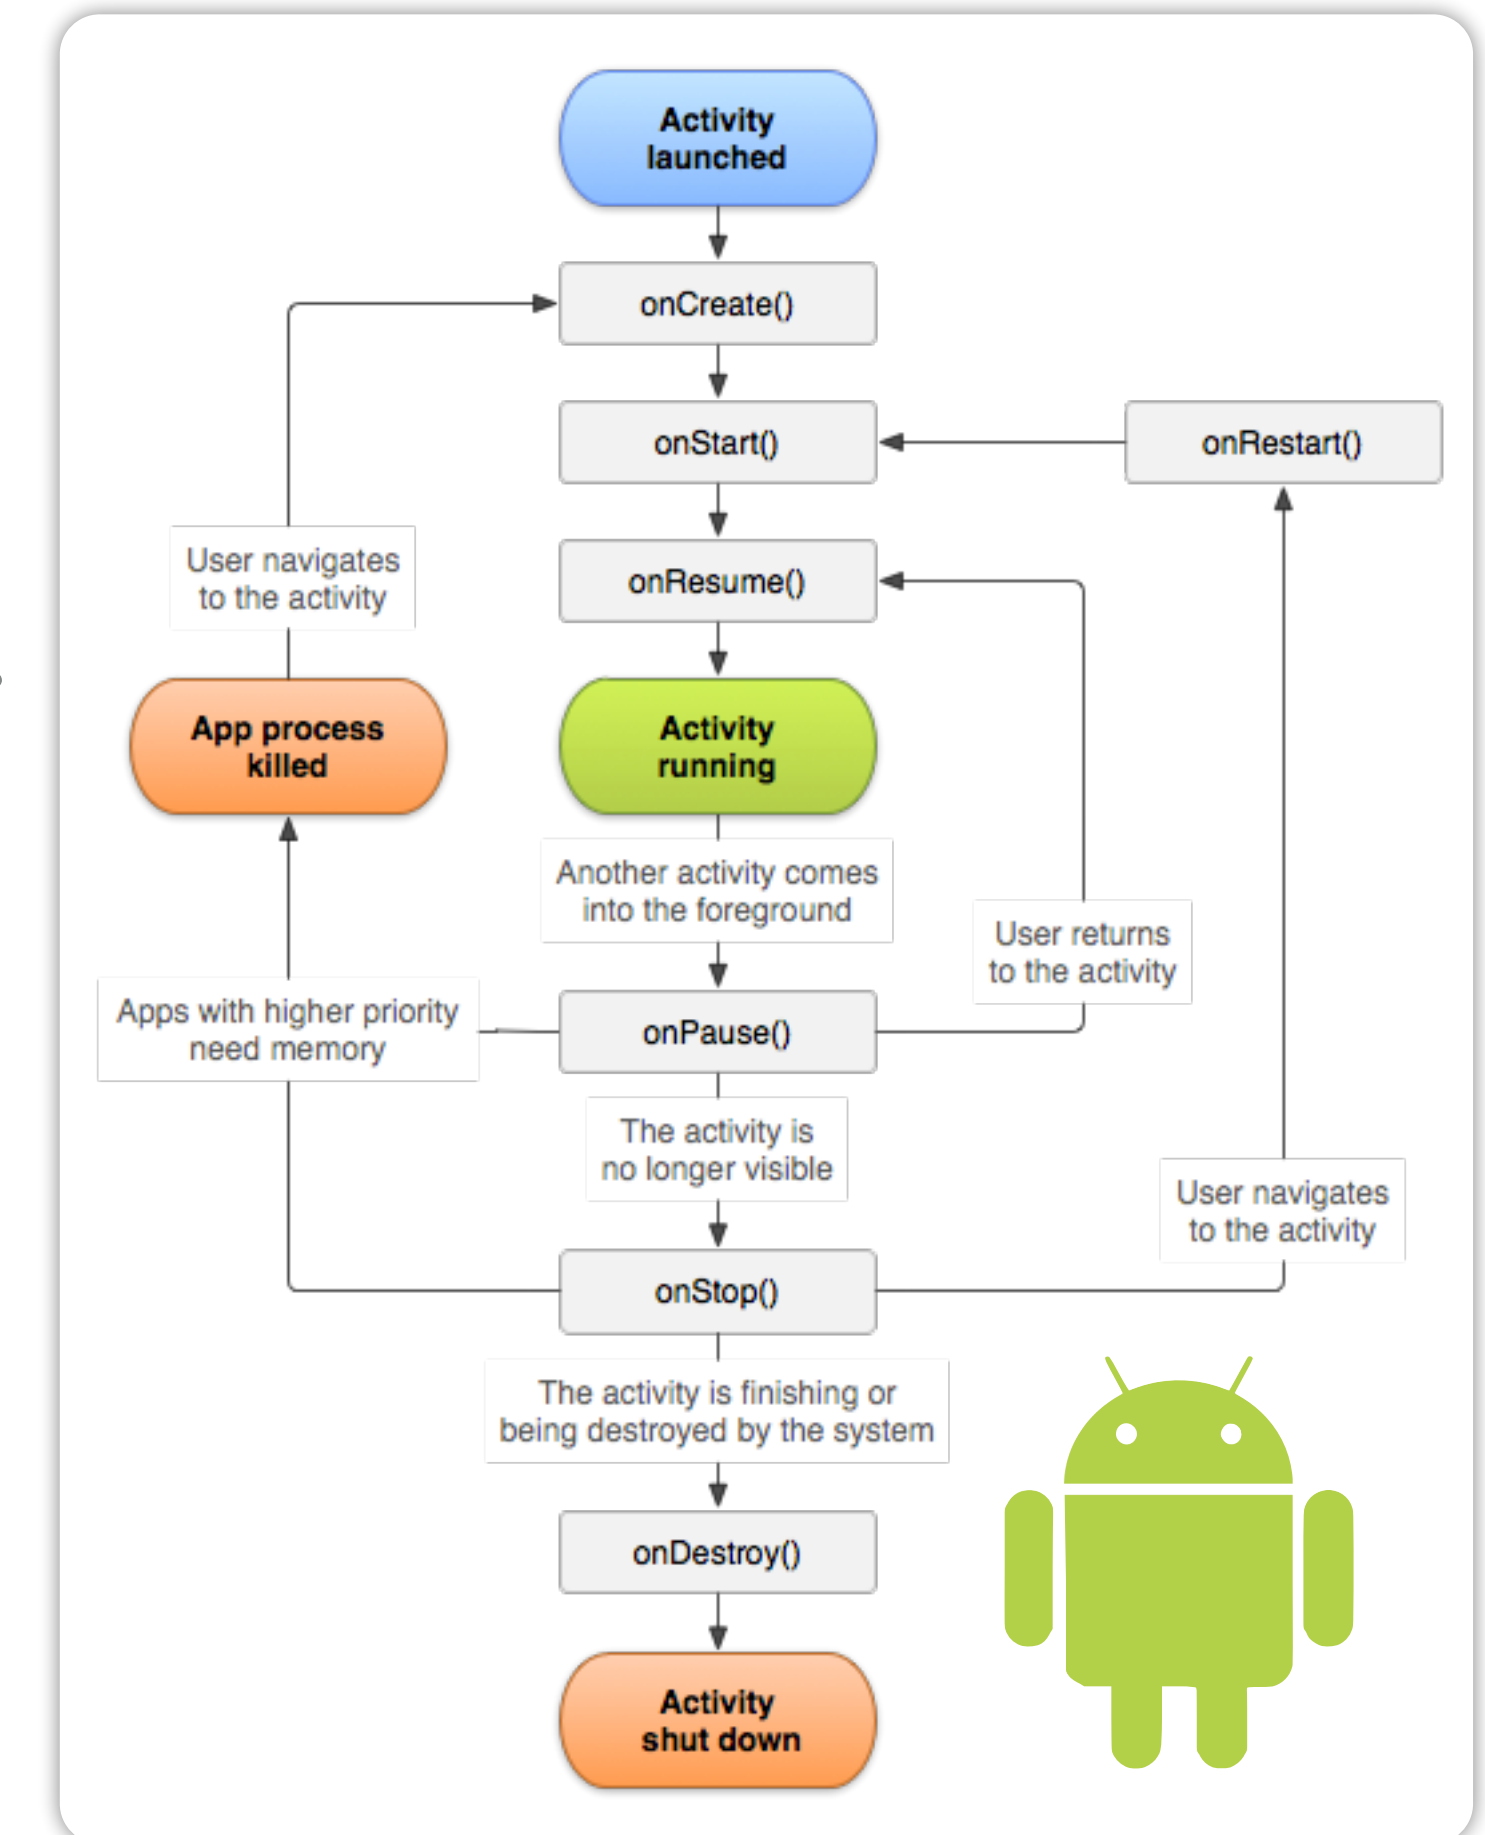 Activity
launched
onCreate()
onStart()
onRestart()
User navigates
to the activity
onResume()
App process
killed
Activity
running
Another activity comes
into the foreground
User returns
to the activity
Apps with higher priority
need memory
onPause()
The activity is
no longer visible
User navigates
to the activity
onStop()
The activity is finishing or
being destroyed by the system
onDestroy()
Activity
shut down